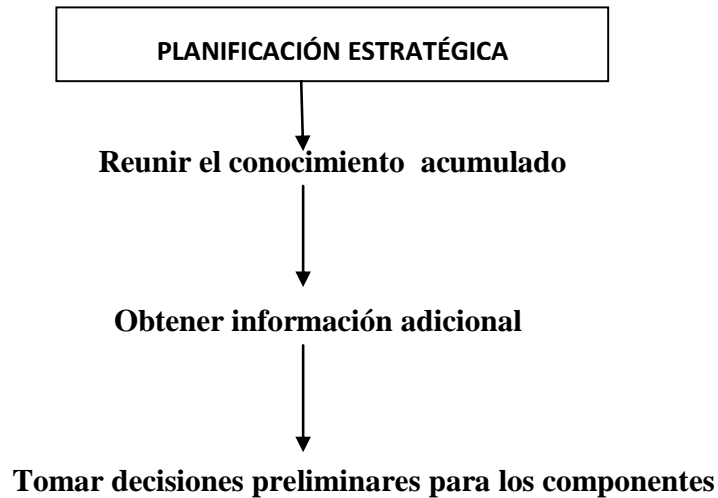 PLANIFICACIÓN ESTRATÉGICA
Reunir el conocimiento acumulado
Obtener información adicional
Tomar decisiones preliminares para los componentes